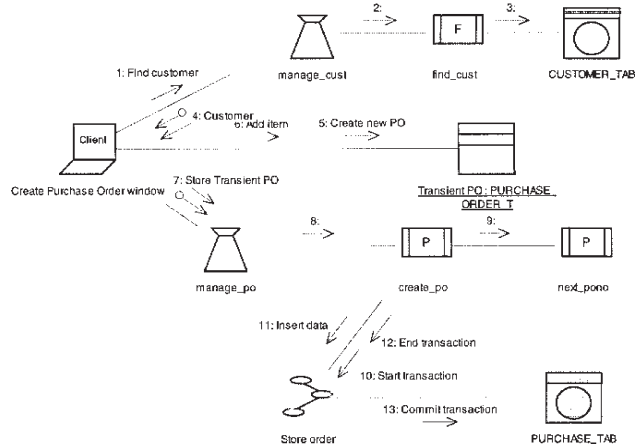 2:
3:
F
manage_cust
find_cust
CUSTOMER_TAB
1: Find customer
4: Customer
6: Add item
5: Create new PO
Client
Create Purchase Order window
7: Store Transient PO
Transient PO : PURCHASE_
ORDER_T
8:
9:
P
P
manage_po
create_po
next_pono
11: Insert data
12: End transaction
10: Start transaction
13: Commit transaction
Store order
PURCHASE_TAB